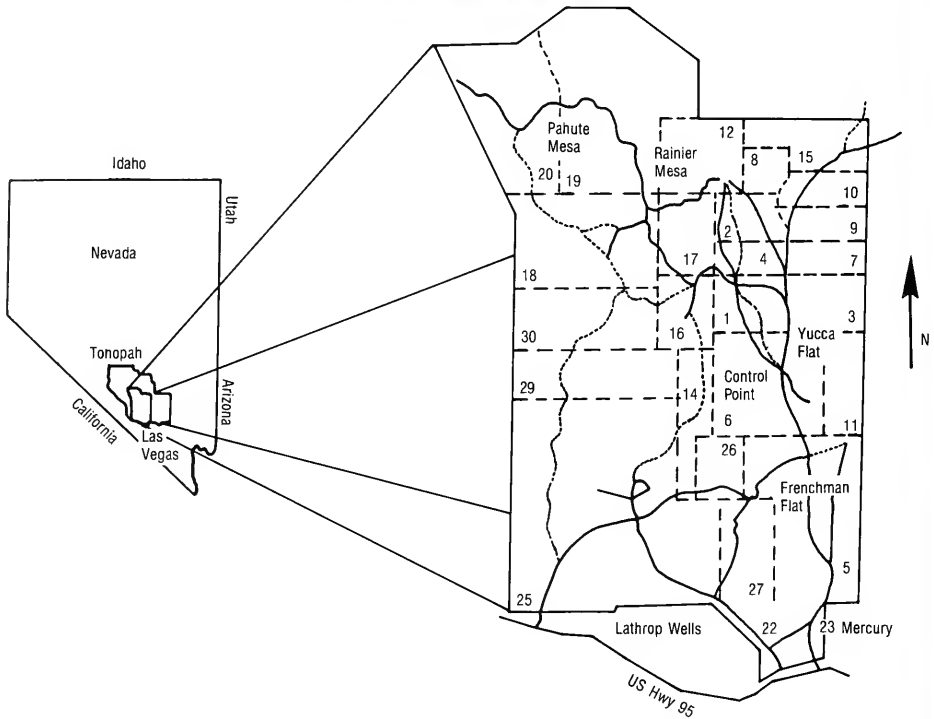 Idaho
Utah
Nevada
Tonopah
Arizona
California
Las
Vegas
Pahute
Mesa
12
Rainier
Mesa
8
15
20
19
10
2
9
17
4
7
18
1
3
Yucca
Flat
16
30
N
29
14
Control
Point
6
11
26
Frenchman
Flat
5
25
27
Lathrop Wells
22
23 Mercury
US Hwy 95